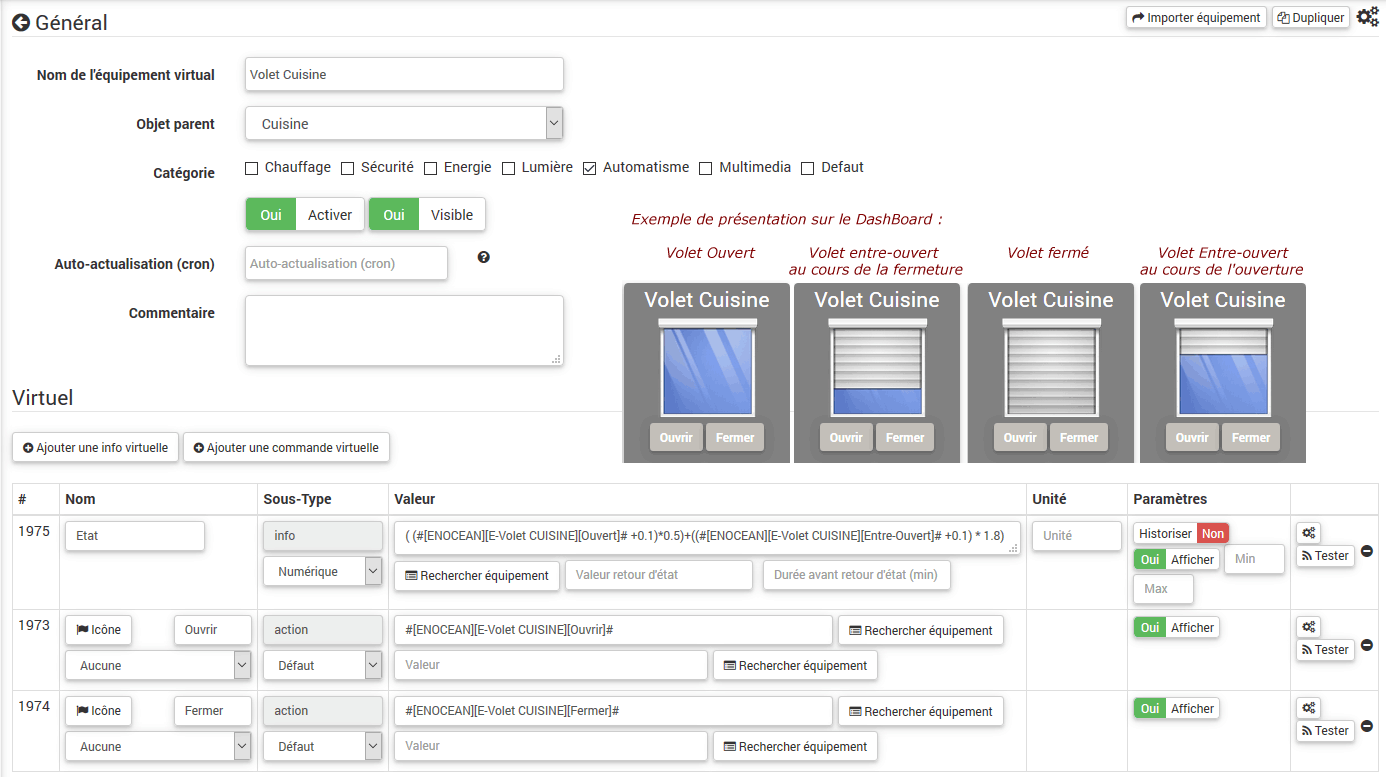 Général
Importer équipement
Dupliquer
Nom de l'équipement virtual
Volet Cuisine
Objet parent
Cuisine
Catégorie
Chauffage
Sécurité
Energie
Lumière
Automatisme
Multimedia
Defaut
Oui
Activer
Oui
Visible
Auto-actualisation (cron)
Auto-actualisation (cron)
Commentaire
Exemple de présentation sur le DashBoard :
Volet Ouvert
Volet entre-ouvert
au cours de la fermeture
Volet fermé
Volet Entre-ouvert
au cours de l'ouverture
Volet Cuisine
Volet Cuisine
Volet Cuisine
Volet Cuisine
Ouvrir
Fermer
Ouvrir
Fermer
Ouvrir
Fermer
Ouvrir
Fermer
Virtuel
Ajouter une info virtuelle
Ajouter une commande virtuelle
#
Nom
Sous-Type
Valeur
Unité
Paramètres
1975
Etat
info
( (#[ENOCEAN][E-Volet CUISINE][Ouvert]# +0.1)*0.5)+((#[ENOCEAN][E-Volet CUISINE][Entre-Ouvert]# +0.1) * 1.8)
Unité
Historiser
Non
Numérique
Rechercher équipement
Valeur retour d'état
Durée avant retour d'état (min)
Oui
Afficher
Min
Max
Tester
1973
Icône
Ouvrir
action
#[ENOCEAN][E-Volet CUISINE][Ouvrir]#
Rechercher équipement
Oui
Afficher
Aucune
Défaut
Valeur
Rechercher équipement
Tester
1974
Icône
Fermer
action
#[ENOCEAN][E-Volet CUISINE][Fermer]#
Rechercher équipement
Oui
Afficher
Aucune
Défaut
Valeur
Rechercher équipement
Tester